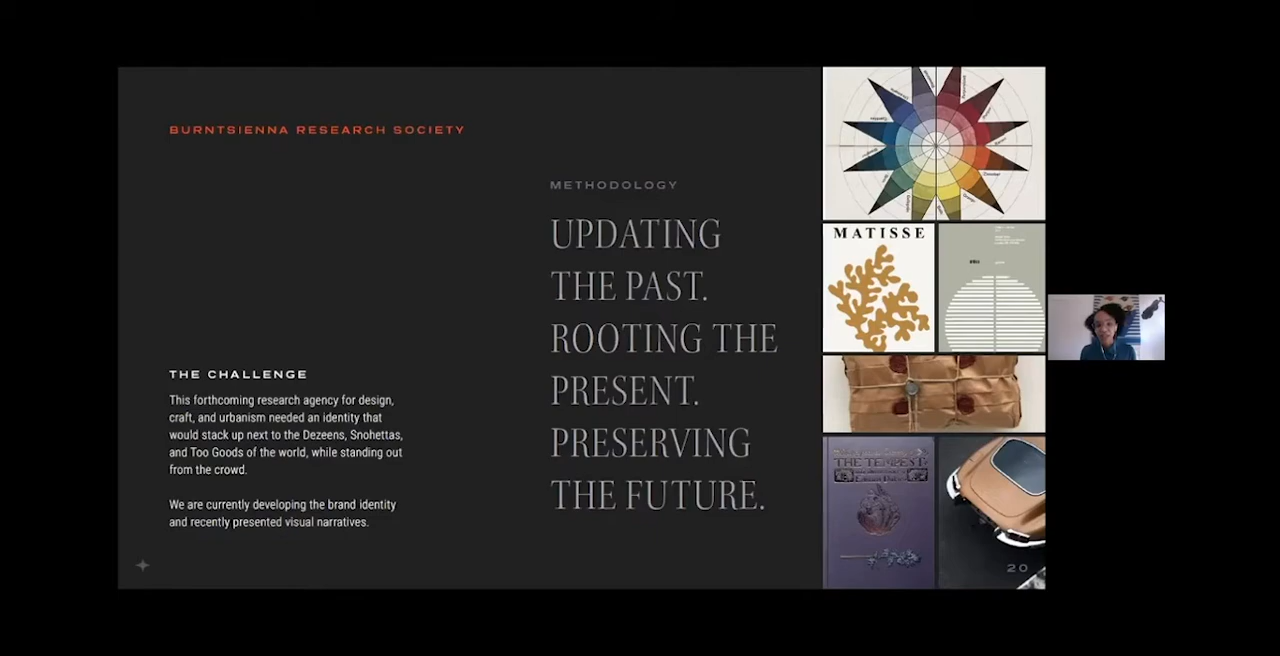 BURNTSIENNA RESEARCH SOCIETY
METHODOLOGY
UPDATING
THE PAST.
ROOTING THE
PRESENT.
PRESERVING
THE FUTURE.
THE CHALLENGE
This forthcoming research agency for design,
craft, and urbanism needed an identity that
would stack up next to the Dezeens, Snohettas,
and Too Goods of the world, while standing out
from the crowd.
We are currently developing the brand identity
and recently presented visual narratives.
MATISSE
THE TEMPEST
20